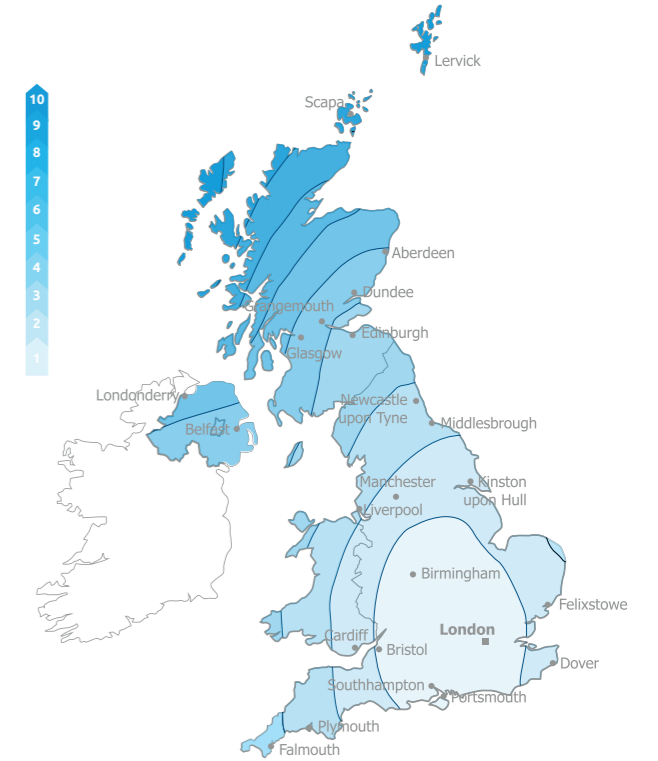 Lervick
Scapa
10
9
8
7
6
5
4
3
2
1
Aberdeen
Dundee
Grangemouth
Edinburgh
Glasgow
Londonderry
Newcastle
upon Tyne
Belfast
Middlesbrough
Manchester
Kinston
upon Hull
Liverpool
Birmingham
Felixstowe
London
Cardiff
Bristol
Dover
Southhampton
Portsmouth
Plymouth
Falmouth